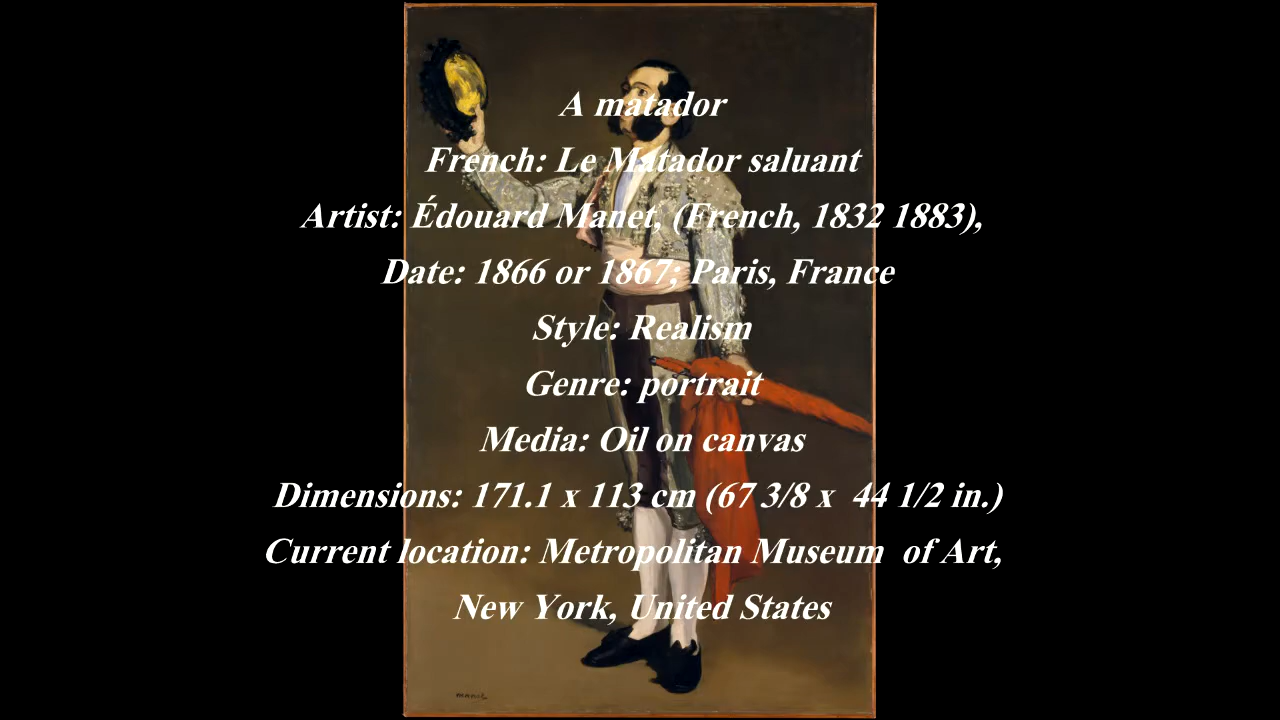 A matador
French: Le Matador saluant
Artist: Édouard Manet, (French, 1832 1883),
Date: 1866 or 1867; Paris, France
Style: Realism
Genre: portrait
Media: Oil on canvas
Dimensions: 171.1 x 113 cm (67 3/8 x  44 1/2 in.)
Current location: Metropolitan Museum  of Art,
New York, United States
manet